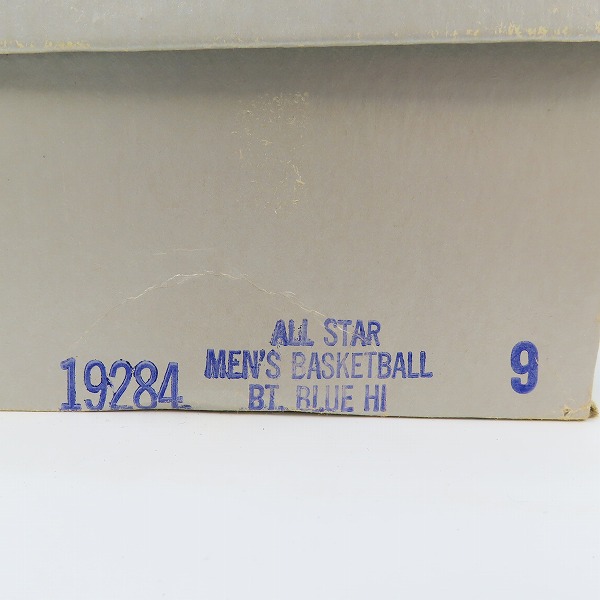 ALL STAR
19284 MEN'S BASKETBALL 9
BT. BLUE HI